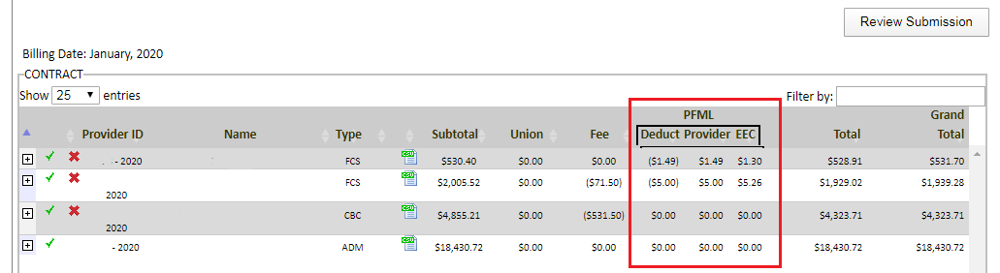 Review Submission
Billing Date: January, 2020
CONTRACT
Show 25 entries Filter by:
PFML Grand
Provider ID Name Type Subtotal Union Fee Deduct Provider EEC Total Total
- 2020 FCS CSV $530.40 $0.00 $0.00 ($1.49) $1.49 $1.30 $528.91 $531.70
FCS CSV $2,005.52 $0.00 ($71.50) ($5.00) $5.00 $5.26 $1,929.02 $1,939.28
2020
CBC CSV $4,855.21 $0.00 ($531.50) $0.00 $0.00 $0.00 $4,323.71 $4,323.71
2020
- 2020 ADM CSV $18,430.72 $0.00 $0.00 $0.00 $0.00 $0.00 $18,430.72 $18,430.72